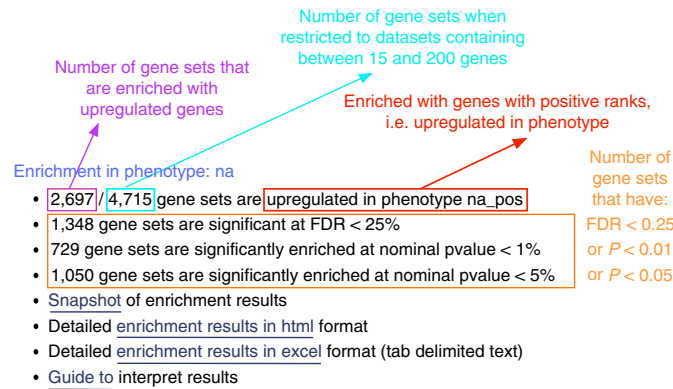 Number of gene sets when
restricted to datasets containing
between 15 and 200 genes
Number of gene sets that
are enriched with
upregulated genes
Enriched with genes with positive ranks,
i.e. upregulated in phenotype
Enrichment in phenotype: na
Number of
gene sets
that have:
• 2,697 / 4,715 gene sets are upregulated in phenotype na_pos
• 1,348 gene sets are significant at FDR < 25%
FDR < 0.25
• 729 gene sets are significantly enriched at nominal pvalue < 1%
or P < 0.01
• 1,050 gene sets are significantly enriched at nominal pvalue < 5%
or P < 0.05
• Snapshot of enrichment results
• Detailed enrichment results in html format
• Detailed enrichment results in excel format (tab delimited text)
• Guide to interpret results